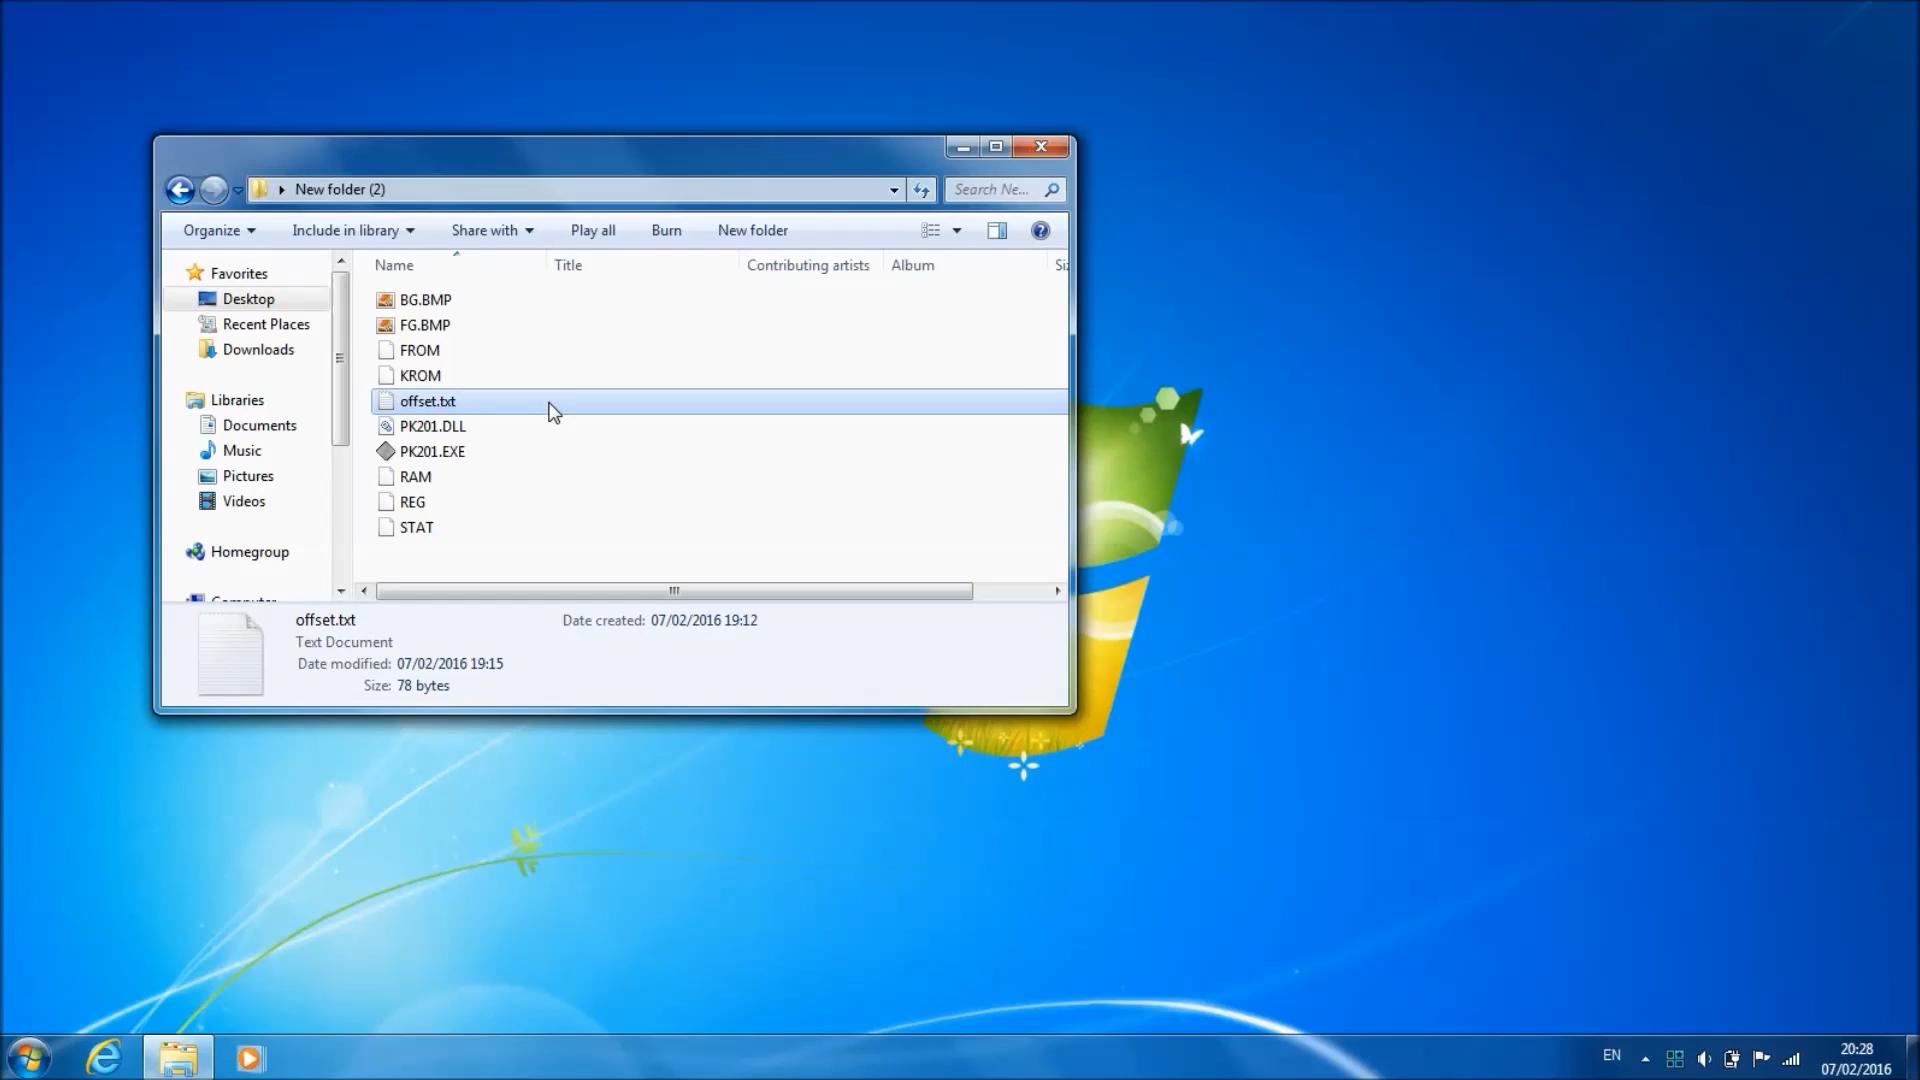 New folder (2)
Search Ne...
Organize
Include in library
Share with
Play all
Burn
New folder
Name
Title
Contributing artists
Album
Favorites
Desktop
Recent Places
Downloads
Libraries
Documents
Music
Pictures
Videos
Homegroup
Computer
BG.BMP
FG.BMP
FROM
KROM
offset.txt
PK201.DLL
PK201.EXE
RAM
REG
STAT
offset.txt
Text Document
Date modified: 07/02/2016 19:15
Size: 78 bytes
Date created: 07/02/2016 19:12
EN
20:28
07/02/2016